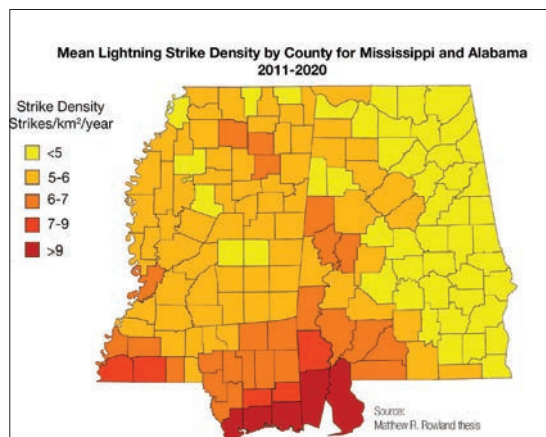 Mean Lightning Strike Density by County for Mississippi and Alabama
2011-2020
Strike Density
Strikes/km²/year
<5
5-6
6-7
7-9
>9
Source:
Matthew R. Rowland thesis